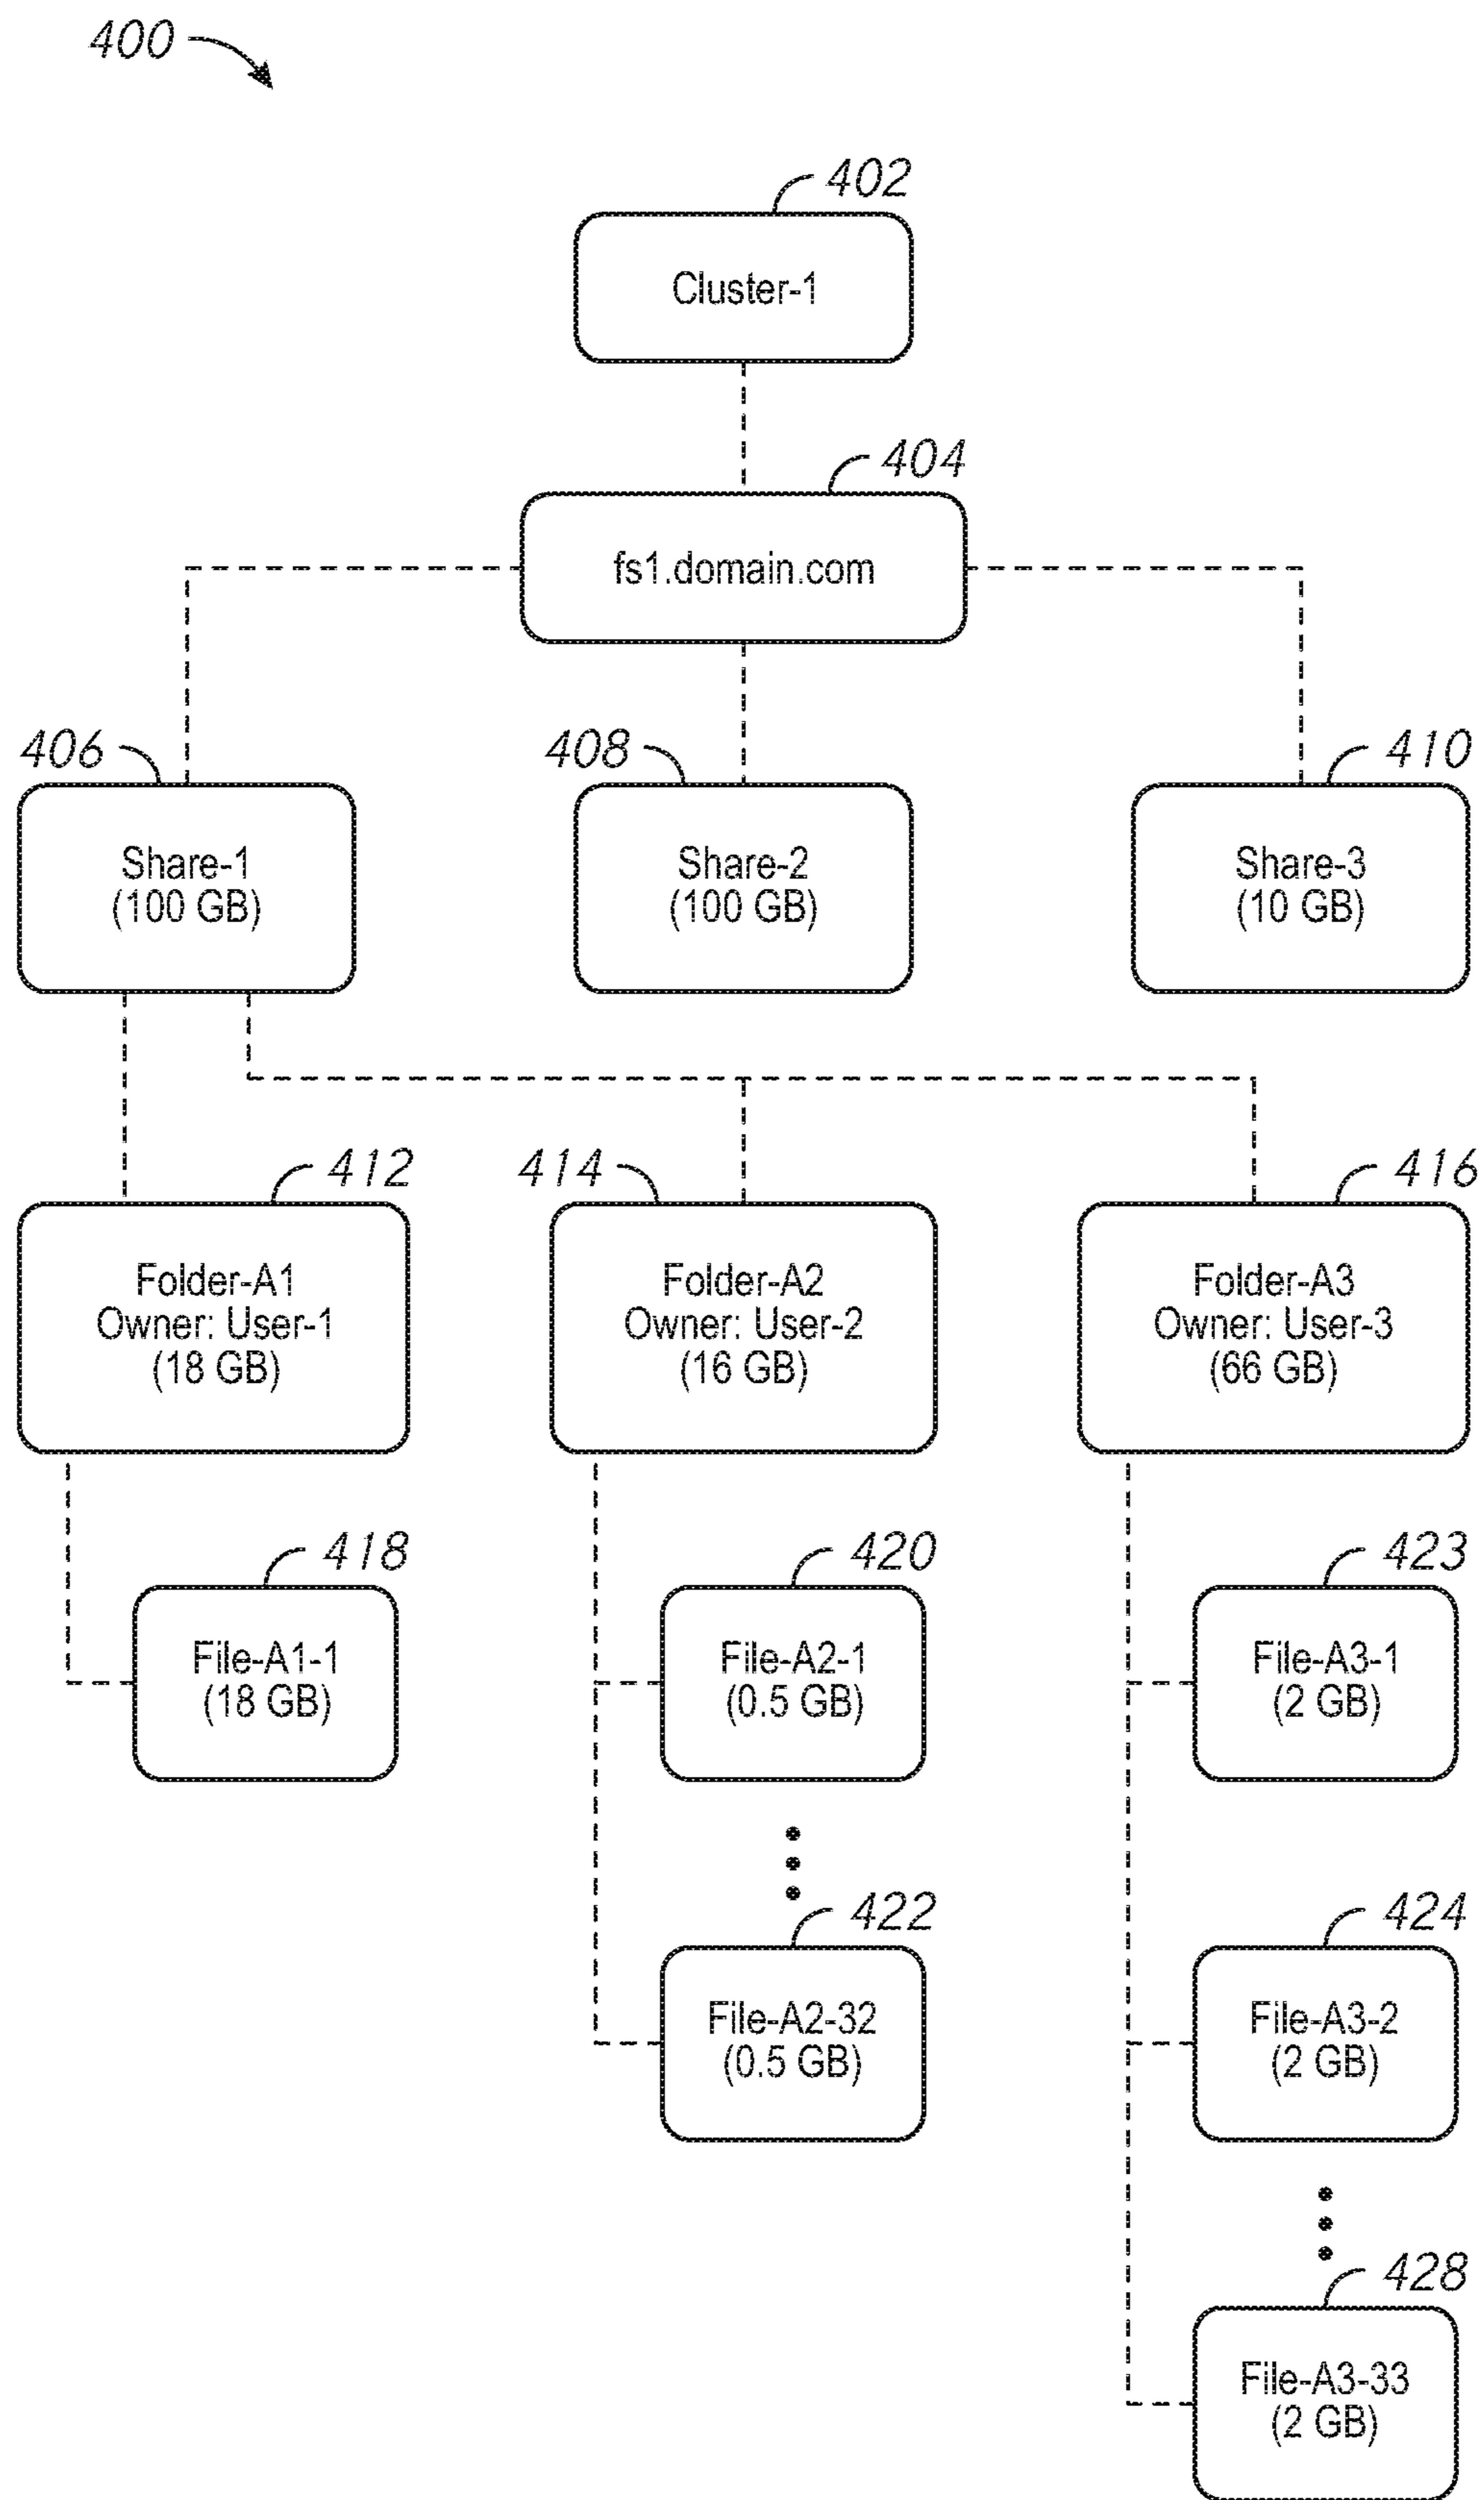 400
402
Cluster-1
404
fs1.domain.com
406
408
410
Share-1
(100 GB)
Share-2
(100 GB)
Share-3
(10 GB)
412
414
416
Folder-A1
Owner: User-1
(18 GB)
Folder-A2
Owner: User-2
(16 GB)
Folder-A3
Owner: User-3
(66 GB)
418
420
423
File-A1-1
(18 GB)
File-A2-1
(0.5 GB)
File-A3-1
(2 GB)
422
424
File-A2-32
(0.5 GB)
File-A3-2
(2 GB)
428
File-A3-33
(2 GB)